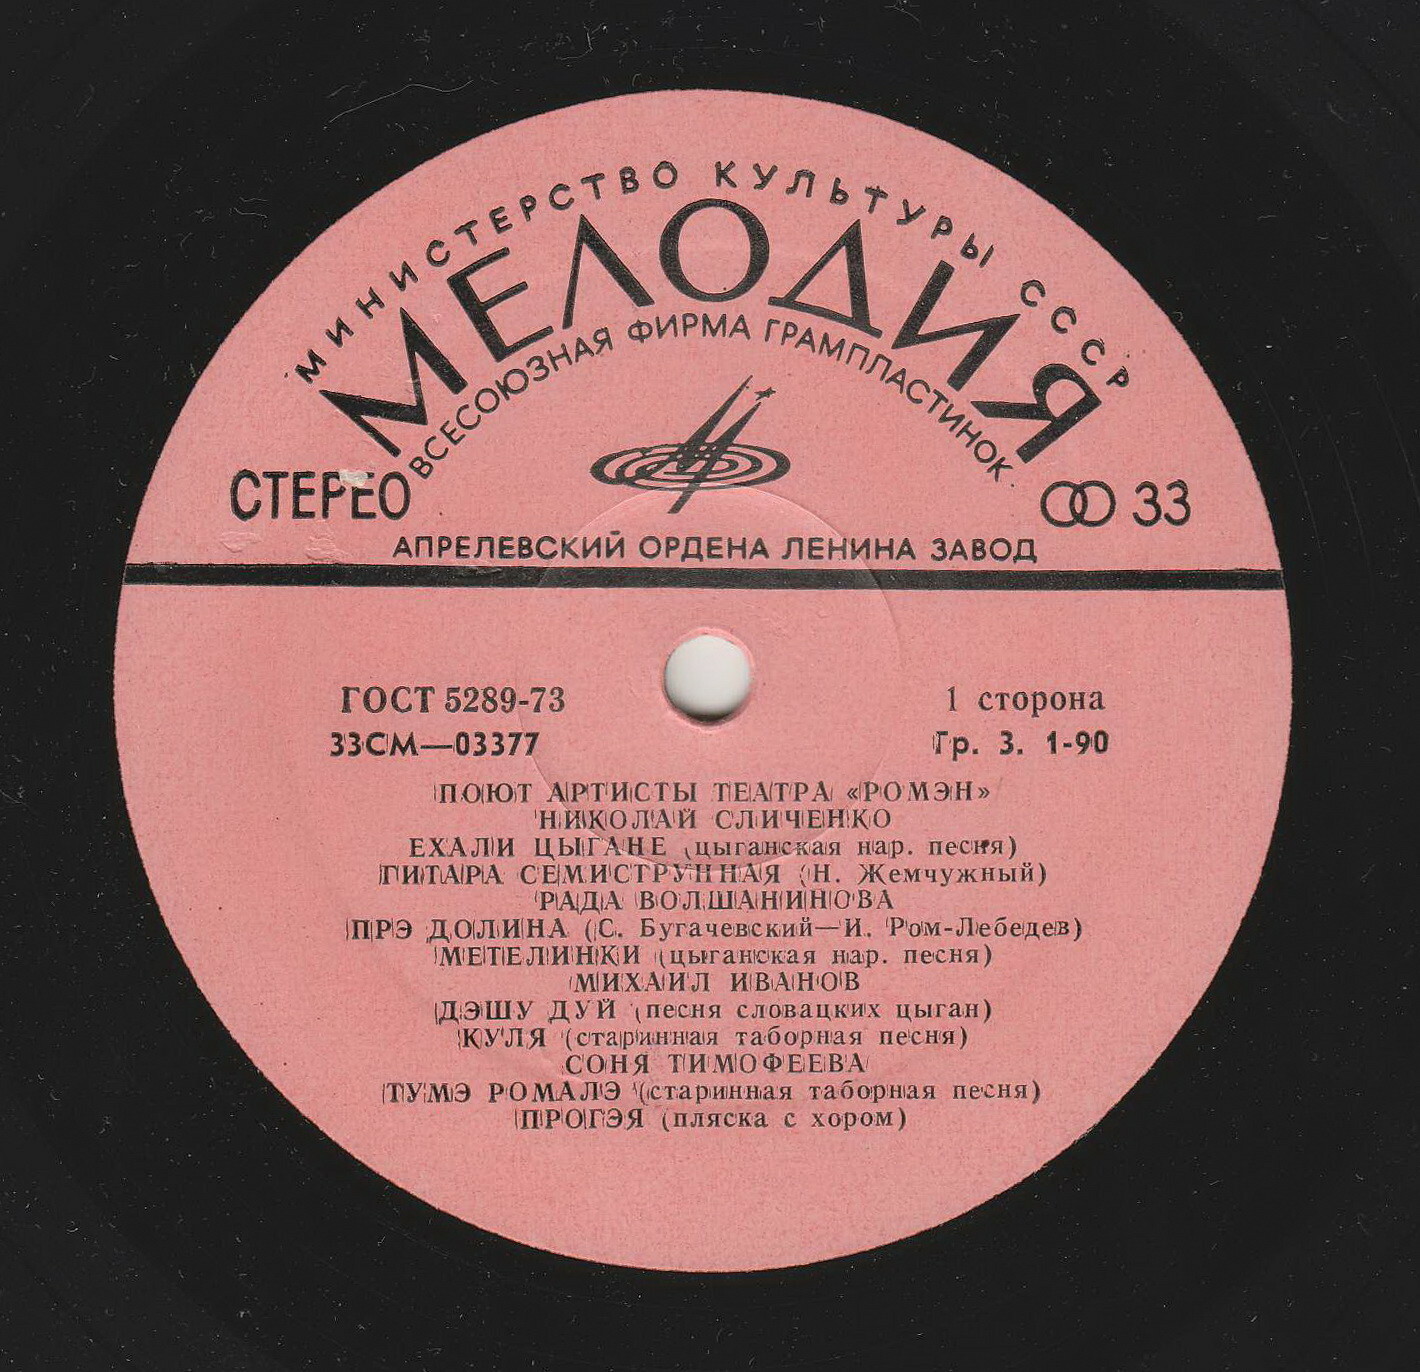 МИНИСТЕРСТВО КУЛЬТУРЫ СССР
МЕЛОДИЯ
ВСЕСОЮЗНАЯ ФИРМА ГРАМПЛАСТИНОК
СТЕРЕО
33
АПРЕЛЕВСКИЙ ОРДЕНА ЛЕНИНА ЗАВОД
ГОСТ 5289-73
1 сторона
33СМ—03377
Гр. 3. 1-90
ПОЮТ АРТИСТЫ ТЕАТРА «РОМЭН»
НИКОЛАЙ СЛИЧЕНКО
ЕХАЛИ ЦЫГАНЕ (цыганская нар. песня)
ГИТАРА СЕМИСТРУННАЯ (Н. Жемчужный)
РАДА ВОЛШАНИНОВА
ПРЭ ДОЛИНА (С. Бугачевский—И. Ром-Лебедев)
МЕТЕЛИНКИ (цыганская нар. песня)
МИХАИЛ ИВАНОВ
ДЭШУ ДУЙ (песня словацких цыган)
КУЛЯ (старинная таборная песня)
СОНЯ ТИМОФЕЕВА
ТУМЭ РОМАЛЭ (старинная таборная песня)
ПРОГЭЯ (пляска с хором)